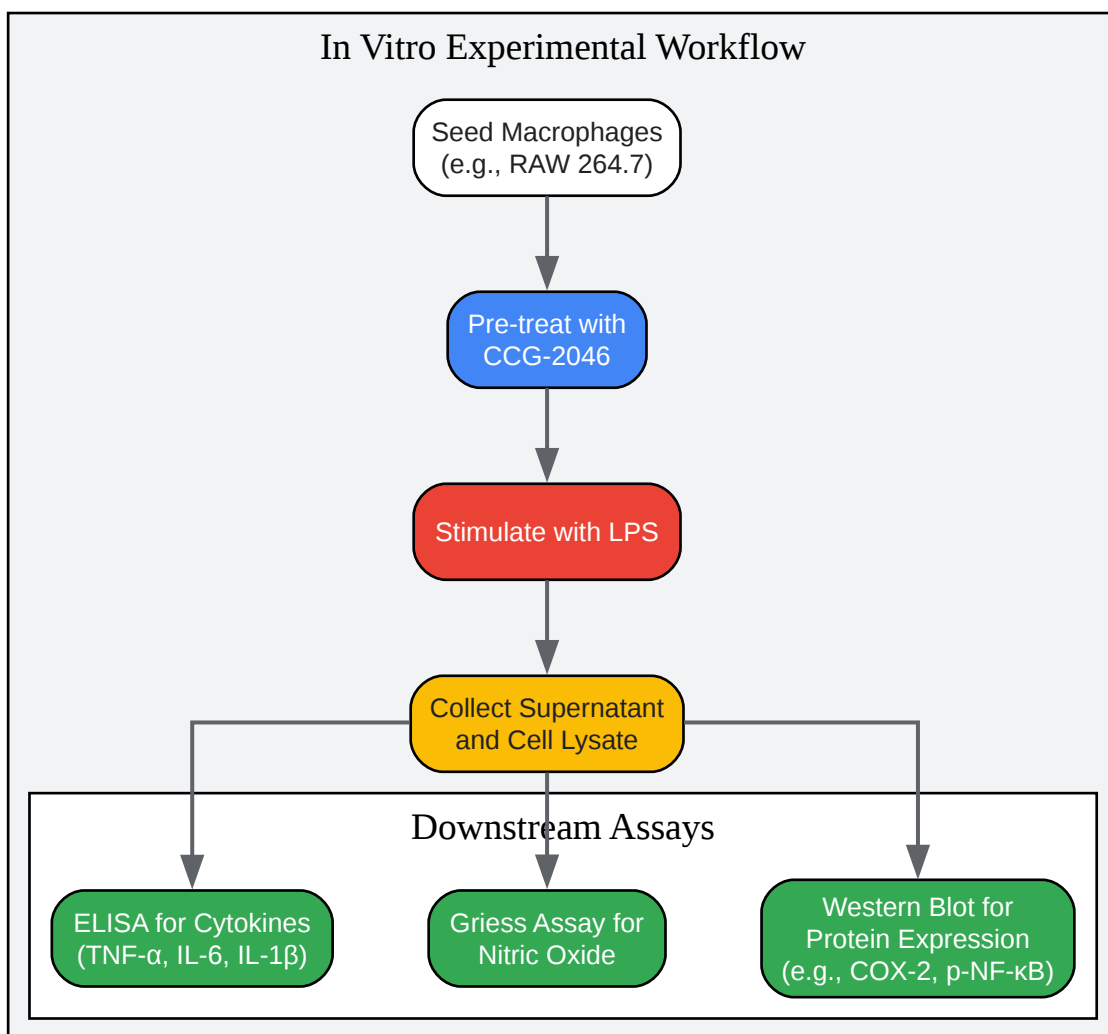 In Vitro Experimental Workflow
Seed Macrophages
(e.g., RAW 264.7)
Pre-treat with
CCG-2046
Stimulate with LPS
Collect Supernatant
and Cell Lysate
Downstream Assays
ELISA for Cytokines
(TNF-α, IL-6, IL-1β)
Griess Assay for
Nitric Oxide
Western Blot for
Protein Expression
(e.g., COX-2, p-NF-κB)